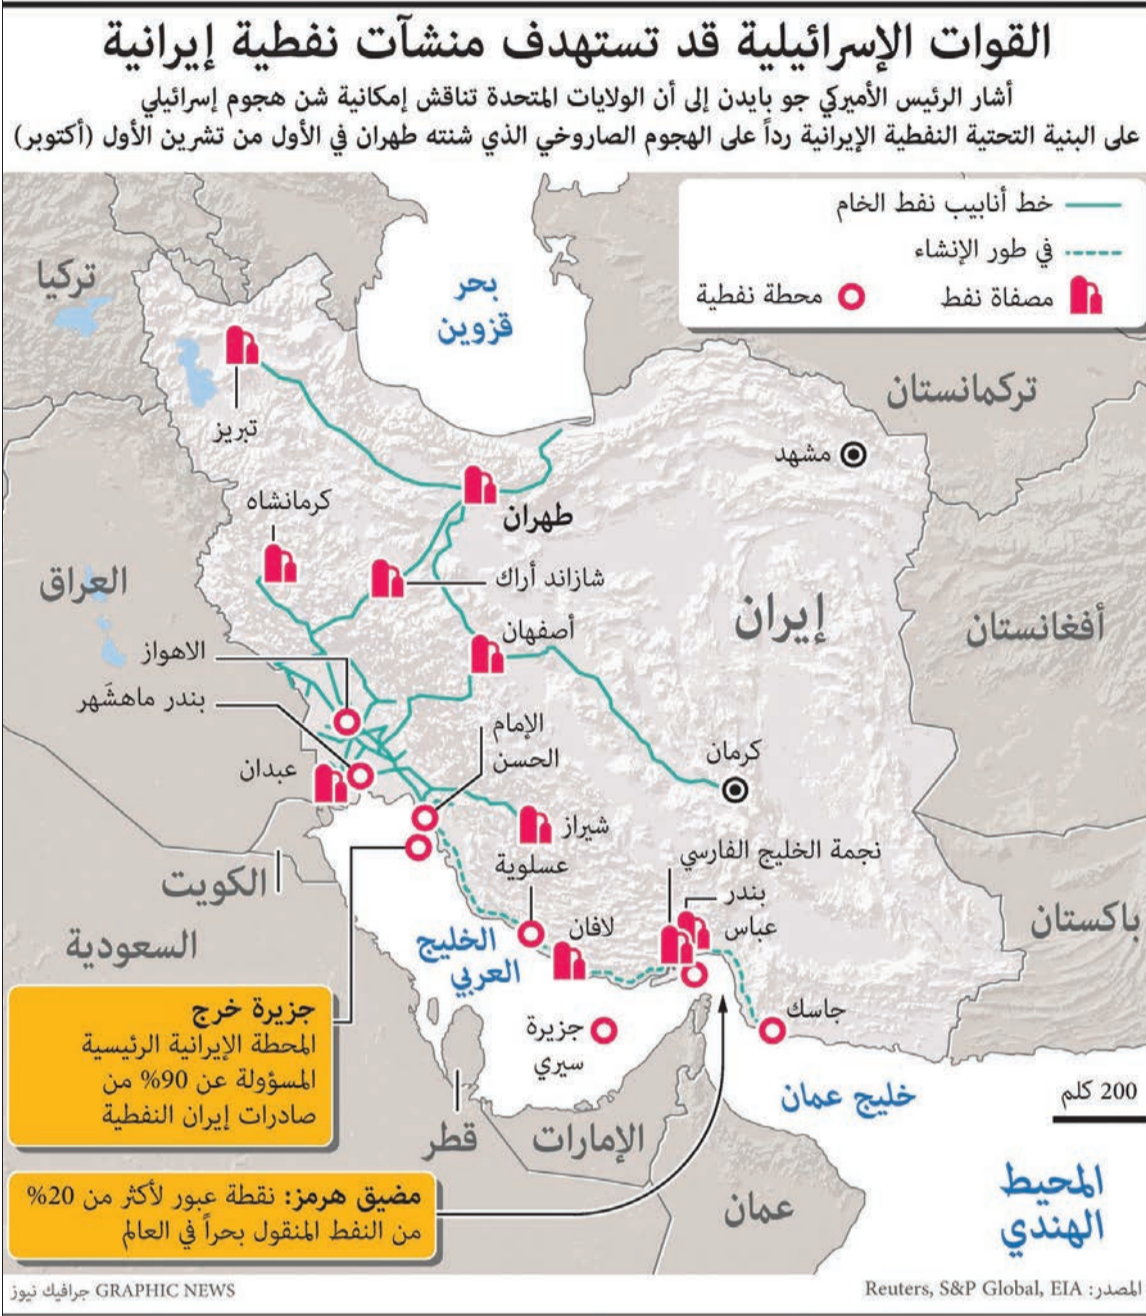 القوات الإسرائيلية قد تستهدف منشآت نفطية إيرانية
أشار الرئيس الأميركي جو بايدن إلى أن الولايات المتحدة تناقش إمكانية شن هجوم إسرائيلي
على البنية التحتية النفطية الإيرانية رداً على الهجوم الصاروخي الذي شنته طهران في الأول من تشرين الأول (أكتوبر)
خط أنابيب نفط الخام
في طور الإنشاء
مصفاة نفط
محطة نفطية
تركيا
بحر
قزوين
تركمانستان
تبريز
مشهد
كرمانشاه
طهران
العراق
شازاند أراك
إيران
أفغانستان
أصفهان
الاهواز
بندر ماهشَهر
الإمام
الحسن
كرمان
عبدان
شيراز
نجمة الخليج الفارسي
عسلوية
الكويت
بندر
عباس
باكستان
لافان
السعودية
الخليج
العربي
جاسك
جزيرة
سيري
جزيرة خرج
المحطة الإيرانية الرئيسية
المسؤولة عن 90% من
صادرات إيران النفطية
خليج عمان
200 كلم
قطر
الإمارات
المحيط
الهندي
عمان
مضيق هرمز: نقطة عبور لأكثر من 20%
من النفط المنقول بحراً في العالم
المصدر: Reuters, S&P Global, EIA
GRAPHIC NEWS جرافيك نيوز